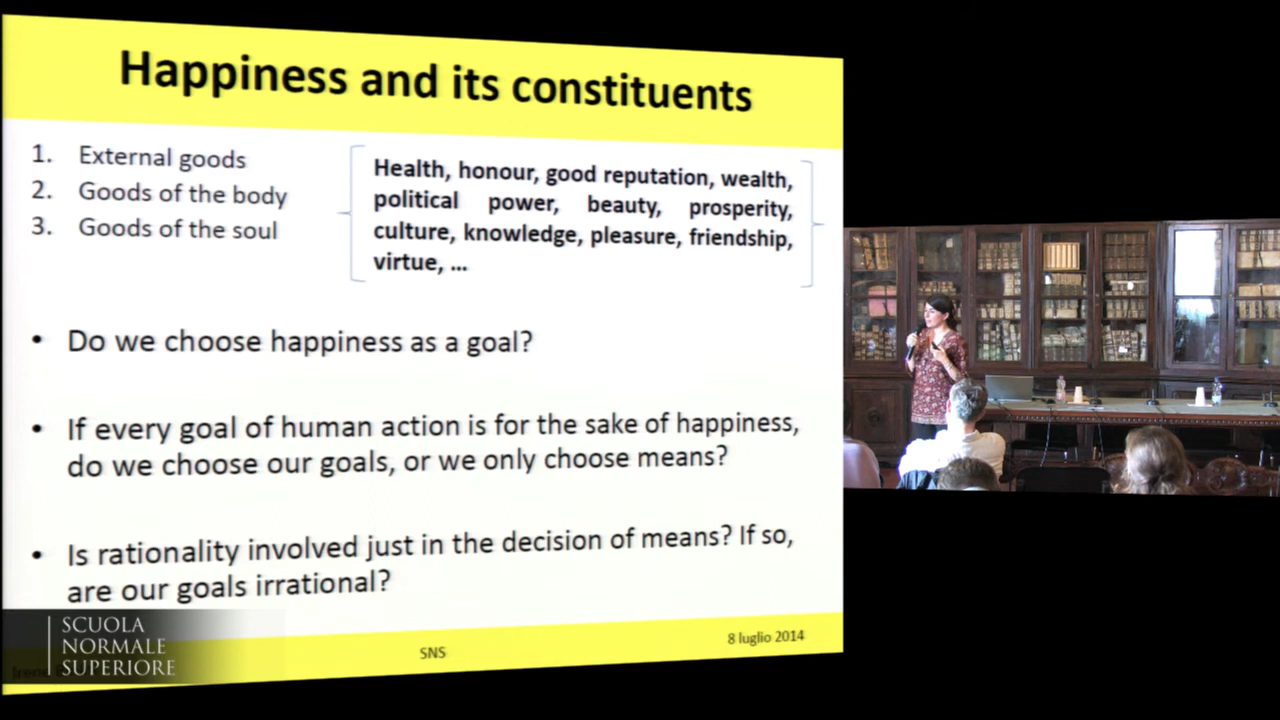 Happiness and its constituents
1. External goods
2. Goods of the body
3. Goods of the soul
Health, honour, good reputation, wealth,
political power, beauty, prosperity,
culture, knowledge, pleasure, friendship,
virtue, ...
• Do we choose happiness as a goal?
• If every goal of human action is for the sake of happiness,
do we choose our goals, or we only choose means?
• Is rationality involved just in the decision of means? If so,
are our goals irrational?
SCUOLA
NORMALE
SUPERIORE
SNS
8 luglio 2014